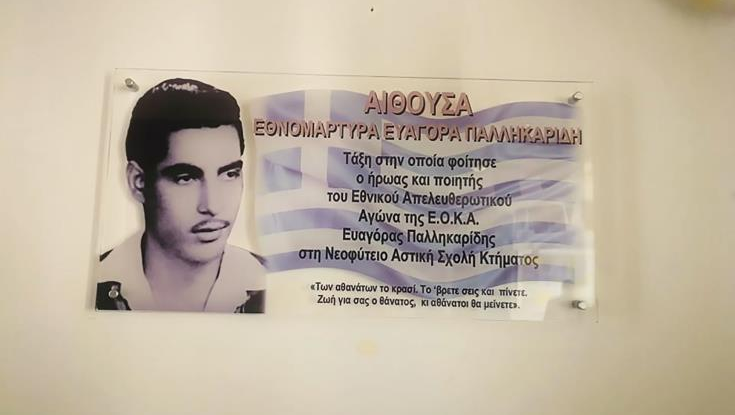 ΑΙΘΟΥΣΑ
ΕΘΝΟΜΑΡΤΥΡΑ ΕΥΑΓΟΡΑ ΠΑΛΛΗΚΑΡΙΔΗ
Τάξη στην οποία φοίτησε
ο ήρωας και ποιητής
του Εθνικού Απελευθερωτικού
Αγώνα της Ε.Ο.Κ.Α.
Ευαγόρας Παλληκαρίδης
στη Νεοφύτειο Αστική Σχολή Κτήματος
«Των αθανάτων το κρασί. Το 'βρετε σεις και πίνετε.
Ζωή για σας ο θάνατος, κι αθάνατοι θα μείνετε».